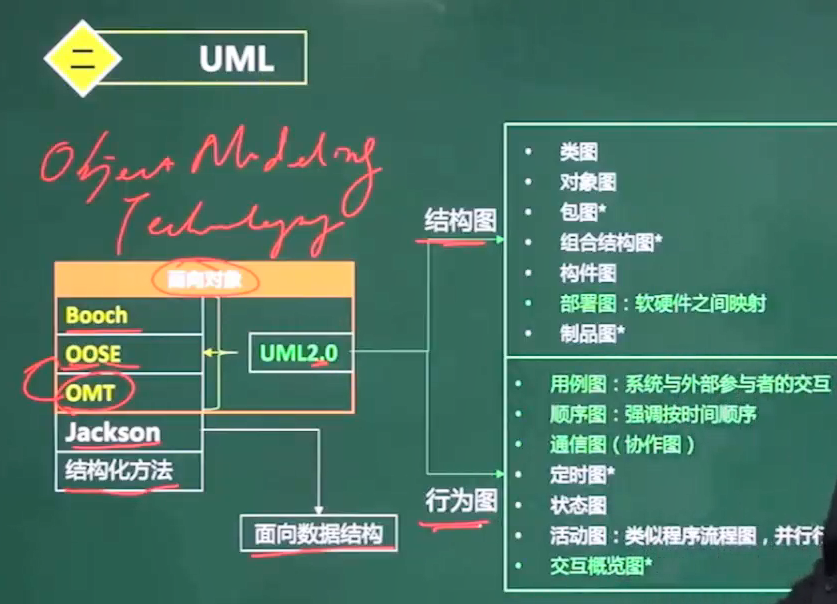 二
UML
Object Modeling
Technology
面向对象
Booch
OOSE
OMT
Jackson
结构化方法
UML2.0
面向数据结构
结构图
类图
对象图
包图*
组合结构图*
构件图
部署图：软硬件之间映射
制品图*
行为图
用例图：系统与外部参与者的交互
顺序图：强调按时间顺序
通信图（协作图）
定时图*
状态图
活动图：类似程序流程图，并行
交互概览图*